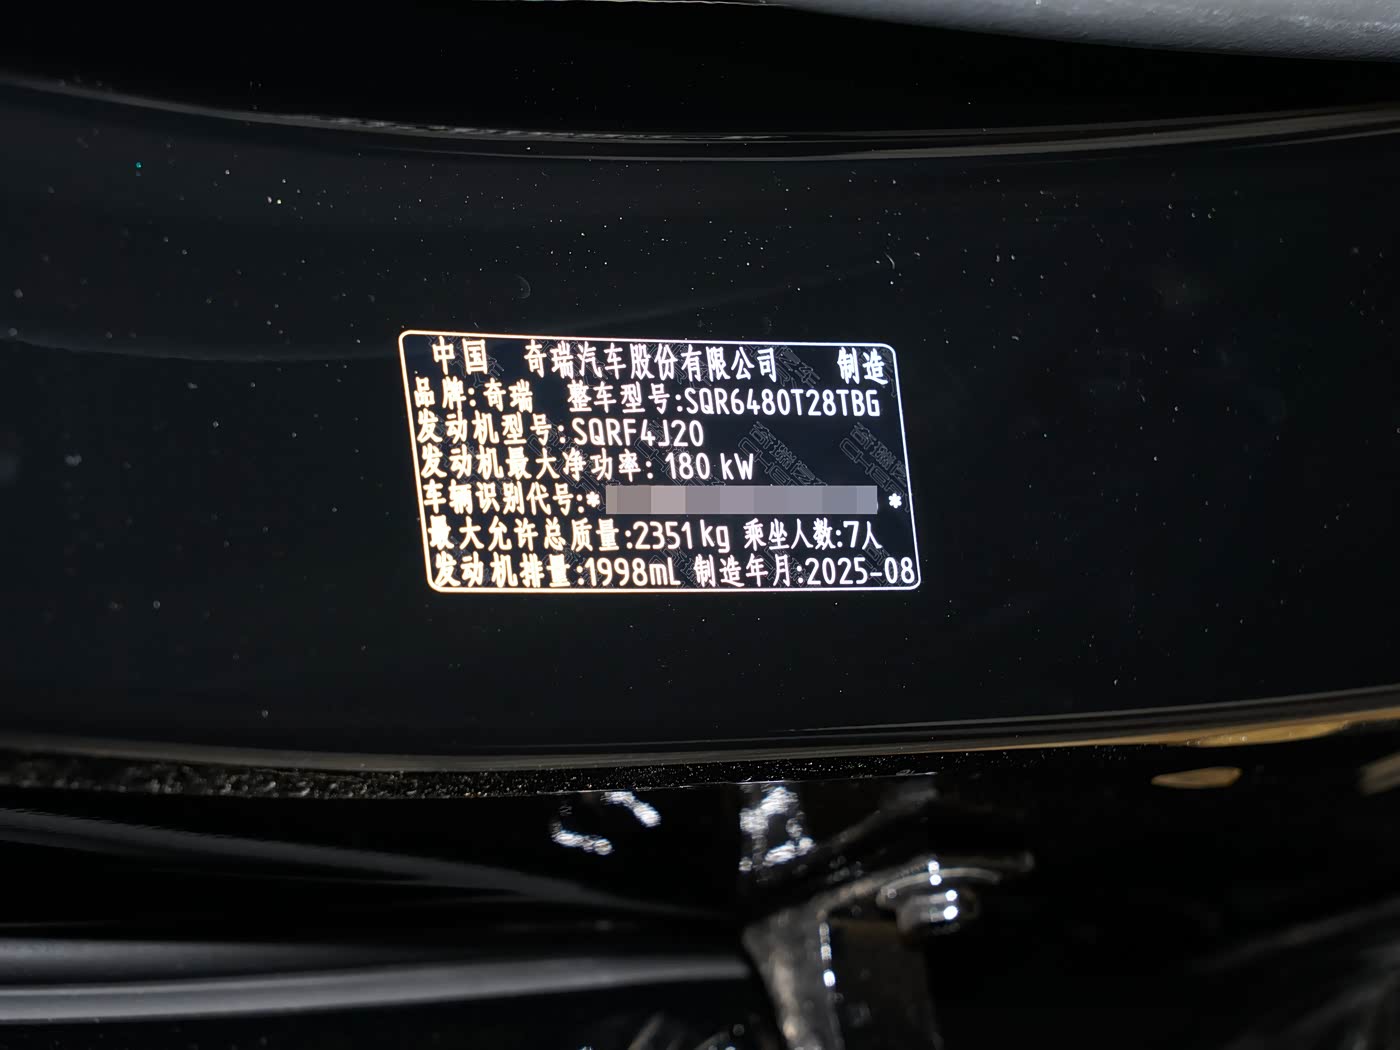 中国 奇瑞汽车股份有限公司 制造
品牌:奇瑞 整车型号:SQR6480T28TBG
发动机型号:SQRF4J20
发动机最大净功率: 180 kW
车辆识别代号:* *
最大允许总质量:2351kg 乘坐人数:7人
发动机排量:1998mL 制造年月:2025-08